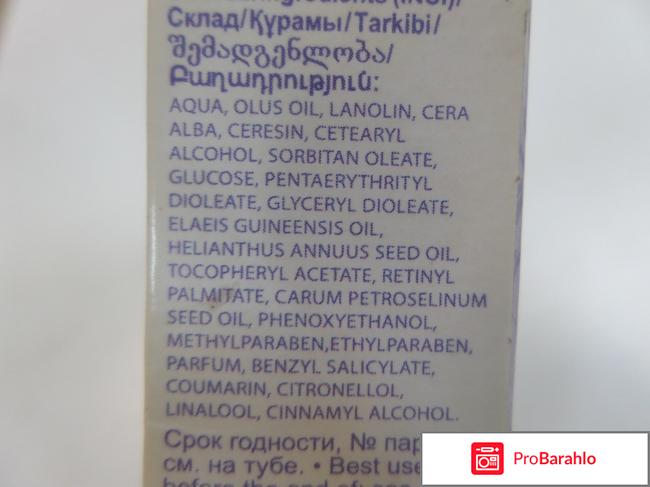 (INCI)/
Склад/Құрамы/Tarkibi/
შემადგენლობა/
Բաղադրություն:
AQUA, OLUS OIL, LANOLIN, CERA
ALBA, CERESIN, CETEARYL
ALCOHOL, SORBITAN OLEATE,
GLUCOSE, PENTAERYTHRITYL
DIOLEATE, GLYCERYL DIOLEATE,
ELAEIS GUINEENSIS OIL,
HELIANTHUS ANNUUS SEED OIL,
TOCOPHERYL ACETATE, RETINYL
PALMITATE, CARUM PETROSELINUM
SEED OIL, PHENOXYETHANOL,
METHYLPARABEN,ETHYLPARABEN,
PARFUM, BENZYL SALICYLATE,
COUMARIN, CITRONELLOL,
LINALOOL, CINNAMYL ALCOHOL.
Срок годности, №
см. на тубе. • Best
ProBarahlo